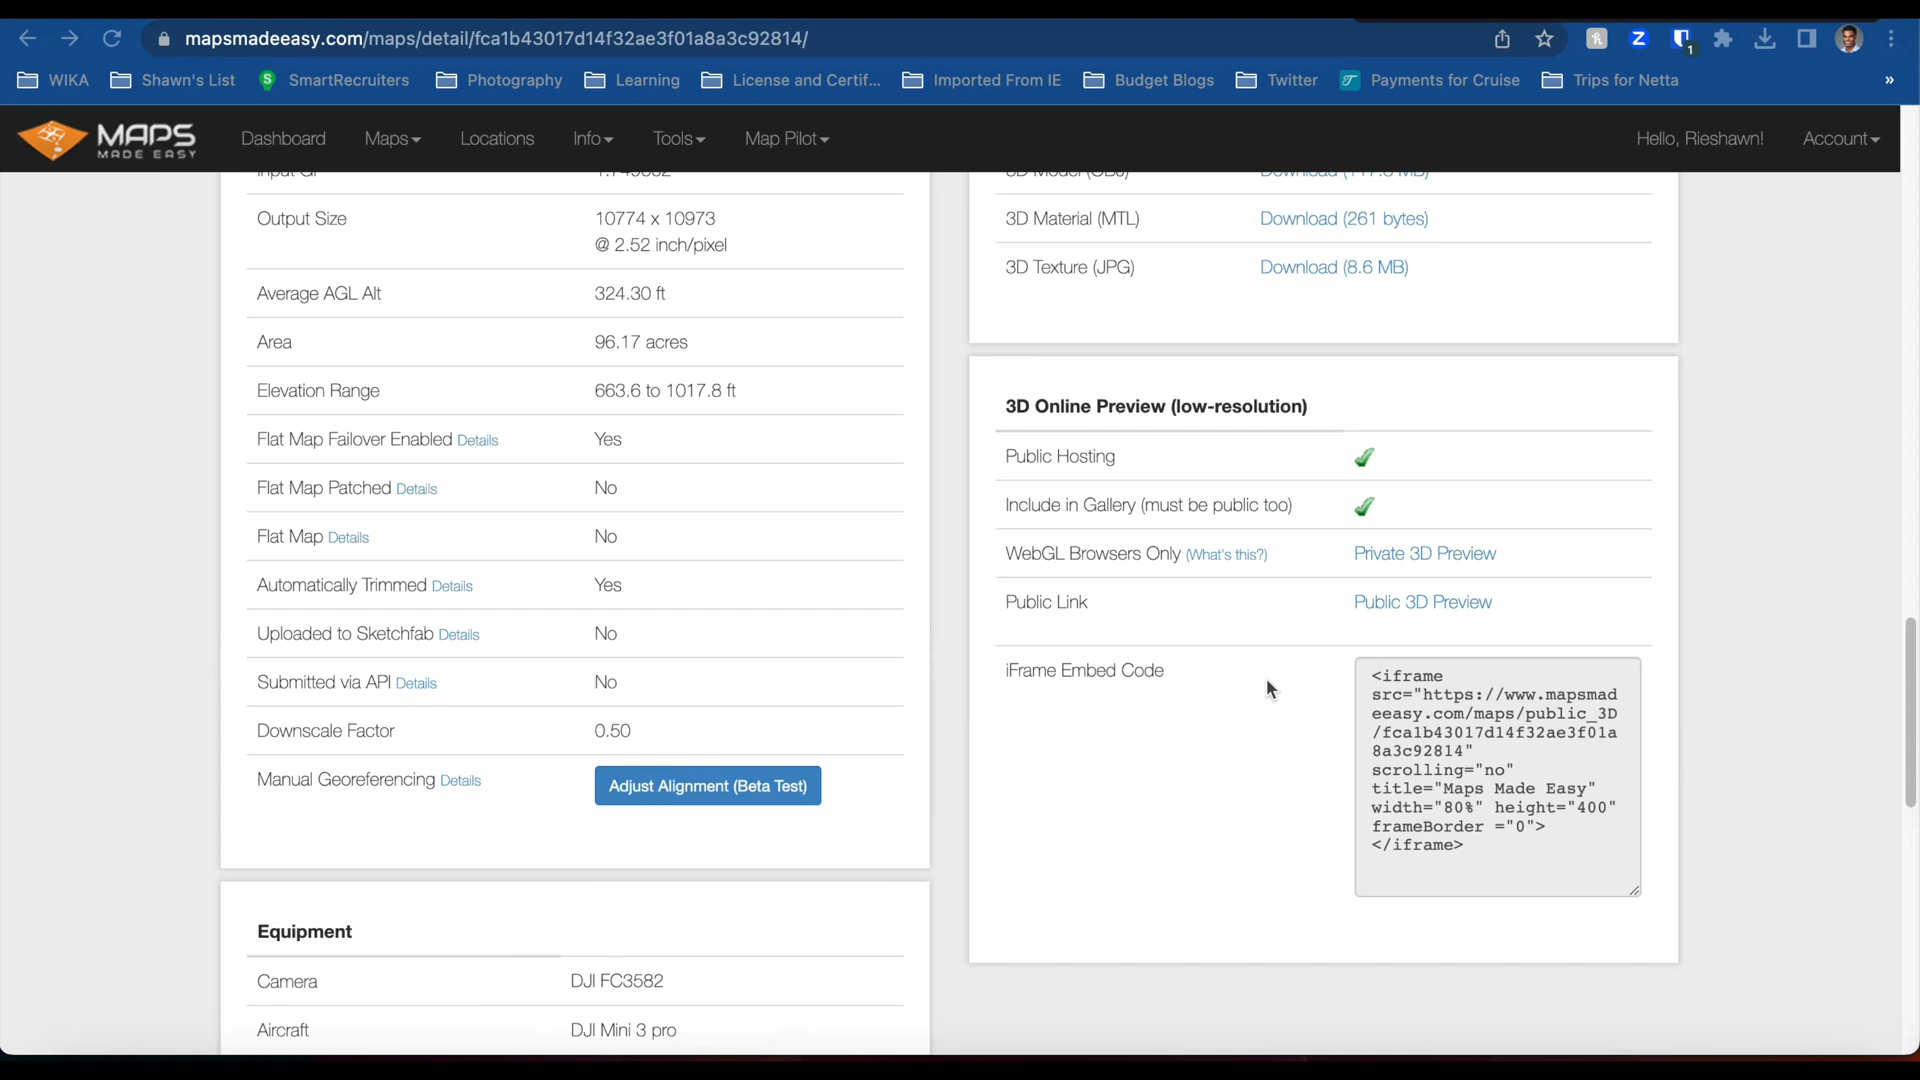 mapsmadeeasy.com/maps/detail/fca1b43017d14f32ae3f01a8a3c92814/
1
WIKA
Shawn's List
SmartRecruiters
Photography
Learning
License and Certif...
Imported From IE
Budget Blogs
Twitter
Payments for Cruise
Trips for Netta
»
MAPS
MADE EASY
Dashboard
Maps
Locations
Info
Tools
Map Pilot
Hello, Rieshawn!
Account
Output Size
10774 x 10973
@ 2.52 inch/pixel
Average AGL Alt
324.30 ft
Area
96.17 acres
Elevation Range
663.6 to 1017.8 ft
Flat Map Failover Enabled Details
Yes
Flat Map Patched Details
No
Flat Map Details
No
Automatically Trimmed Details
Yes
Uploaded to Sketchfab Details
No
Submitted via API Details
No
Downscale Factor
0.50
Manual Georeferencing Details
Adjust Alignment (Beta Test)
Equipment
Camera
DJI FC3582
Aircraft
DJI Mini 3 pro
3D Model (OBJ)
3D Material (MTL)
Download (261 bytes)
3D Texture (JPG)
Download (8.6 MB)
3D Online Preview (low-resolution)
Public Hosting
Include in Gallery (must be public too)
WebGL Browsers Only (What's this?)
Private 3D Preview
Public Link
Public 3D Preview
iFrame Embed Code
<iframe
src="https://www.mapsmad
eeasy.com/maps/public_3D
/fca1b43017d14f32ae3f01a
8a3c92814"
scrolling="no"
title="Maps Made Easy"
width="80%" height="400"
frameBorder ="0">
</iframe>